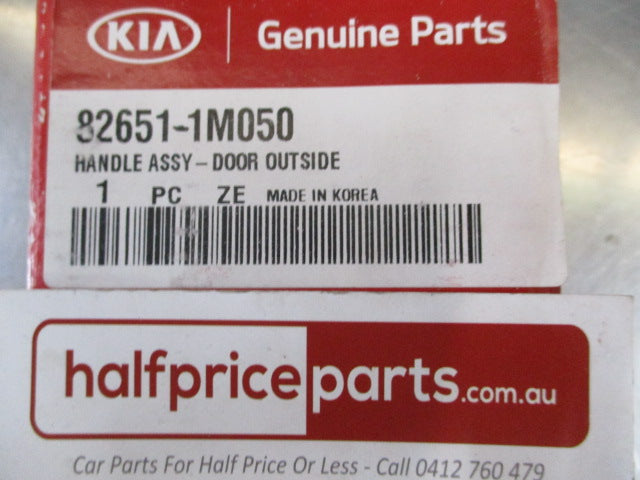 KIA Genuine Parts
82651-1M050
HANDLE ASSY-DOOR OUTSIDE
1 PC ZE MADE IN KOREA
halfpriceparts.com.au
Car Parts For Half Price Or Less - Call 0412 760 479